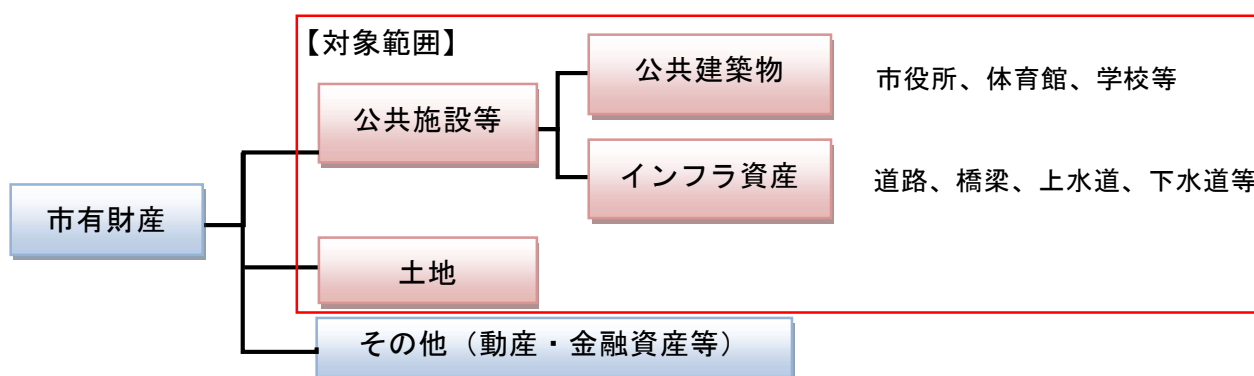 【対象範囲】
公共建築物
市役所、体育館、学校等
公共施設等
インフラ資産
道路、橋梁、上水道、下水道等
市有財産
土地
その他（動産・金融資産等）